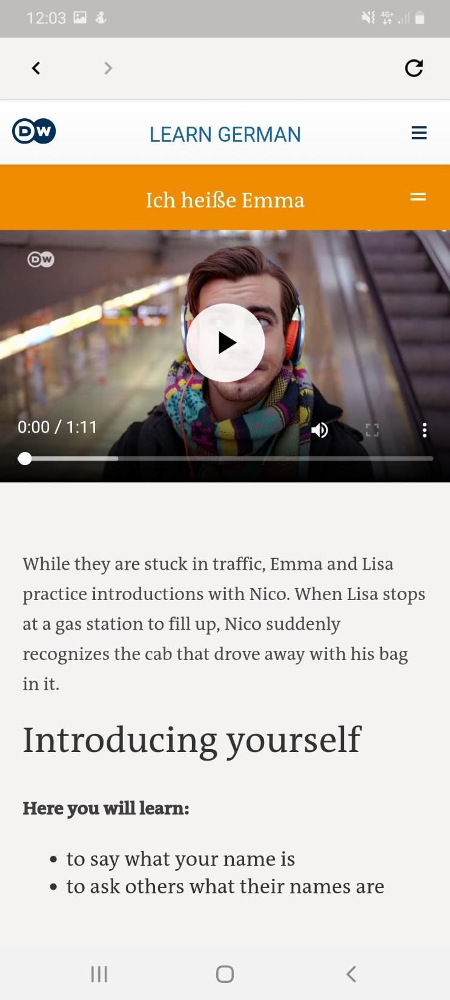 12:03
4G+
DW
LEARN GERMAN
Ich heiße Emma
DW
0:00 / 1:11
While they are stuck in traffic, Emma and Lisa
practice introductions with Nico. When Lisa stops
at a gas station to fill up, Nico suddenly
recognizes the cab that drove away with his bag
in it.
Introducing yourself
Here you will learn:
• to say what your name is
• to ask others what their names are